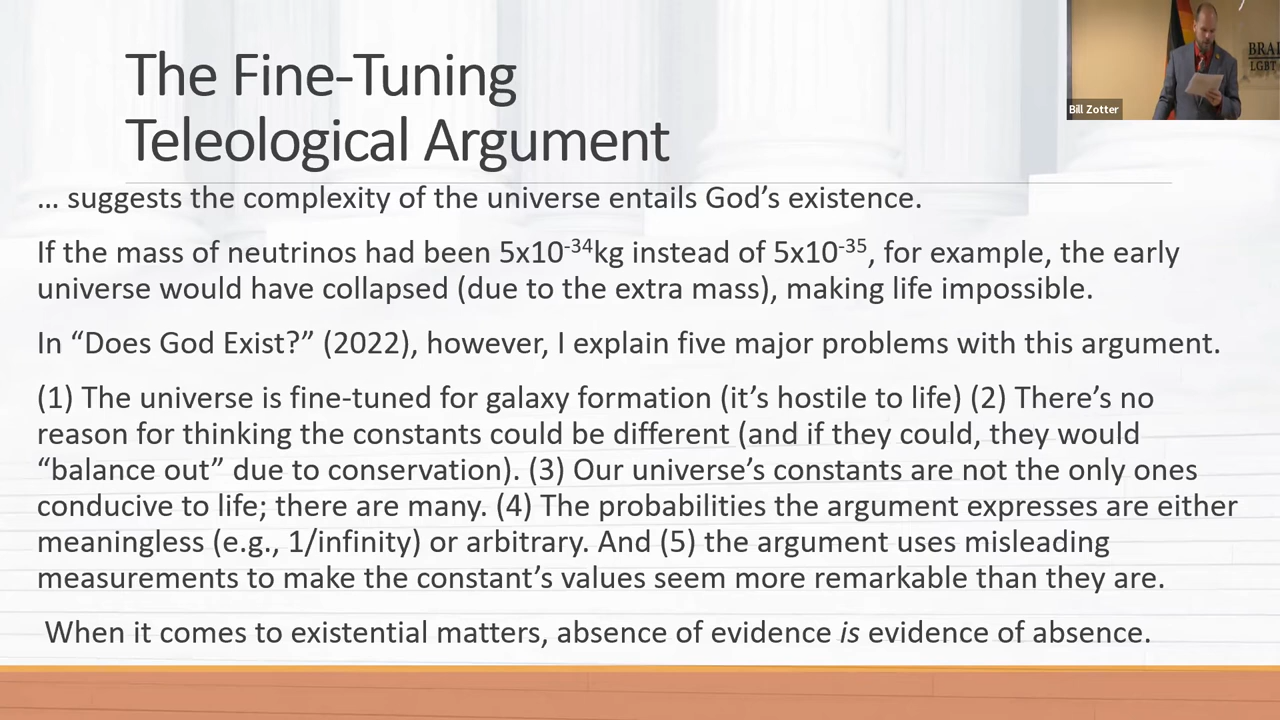 The Fine-Tuning
Teleological Argument
… suggests the complexity of the universe entails God’s existence.
If the mass of neutrinos had been 5x10⁻³⁴kg instead of 5x10⁻³⁵, for example, the early
universe would have collapsed (due to the extra mass), making life impossible.
In “Does God Exist?” (2022), however, I explain five major problems with this argument.
(1) The universe is fine-tuned for galaxy formation (it’s hostile to life) (2) There’s no
reason for thinking the constants could be different (and if they could, they would
“balance out” due to conservation). (3) Our universe’s constants are not the only ones
conducive to life; there are many. (4) The probabilities the argument expresses are either
meaningless (e.g., 1/infinity) or arbitrary. And (5) the argument uses misleading
measurements to make the constant’s values seem more remarkable than they are.
When it comes to existential matters, absence of evidence is evidence of absence.
Bill Zotter
LGBT